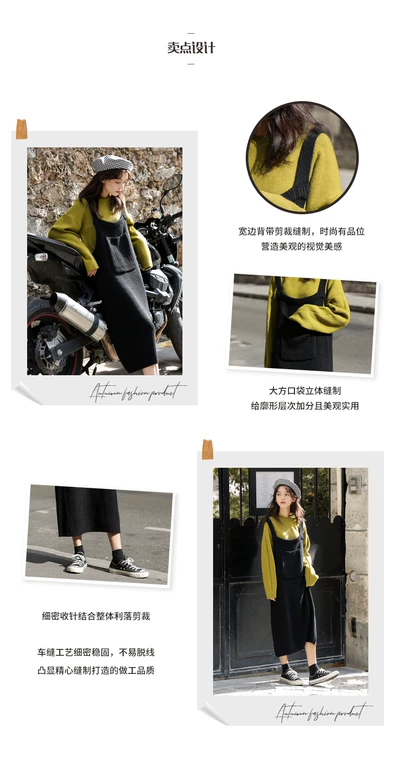 卖点设计
宽边背带剪裁缝制，时尚有品位
营造美观的视觉美感
Autumn fashion product
大方口袋立体缝制
给廓形层次加分且美观实用
细密收针结合整体利落剪裁
车缝工艺细密稳固，不易脱线
凸显精心缝制打造的做工品质
Autumn fashion product